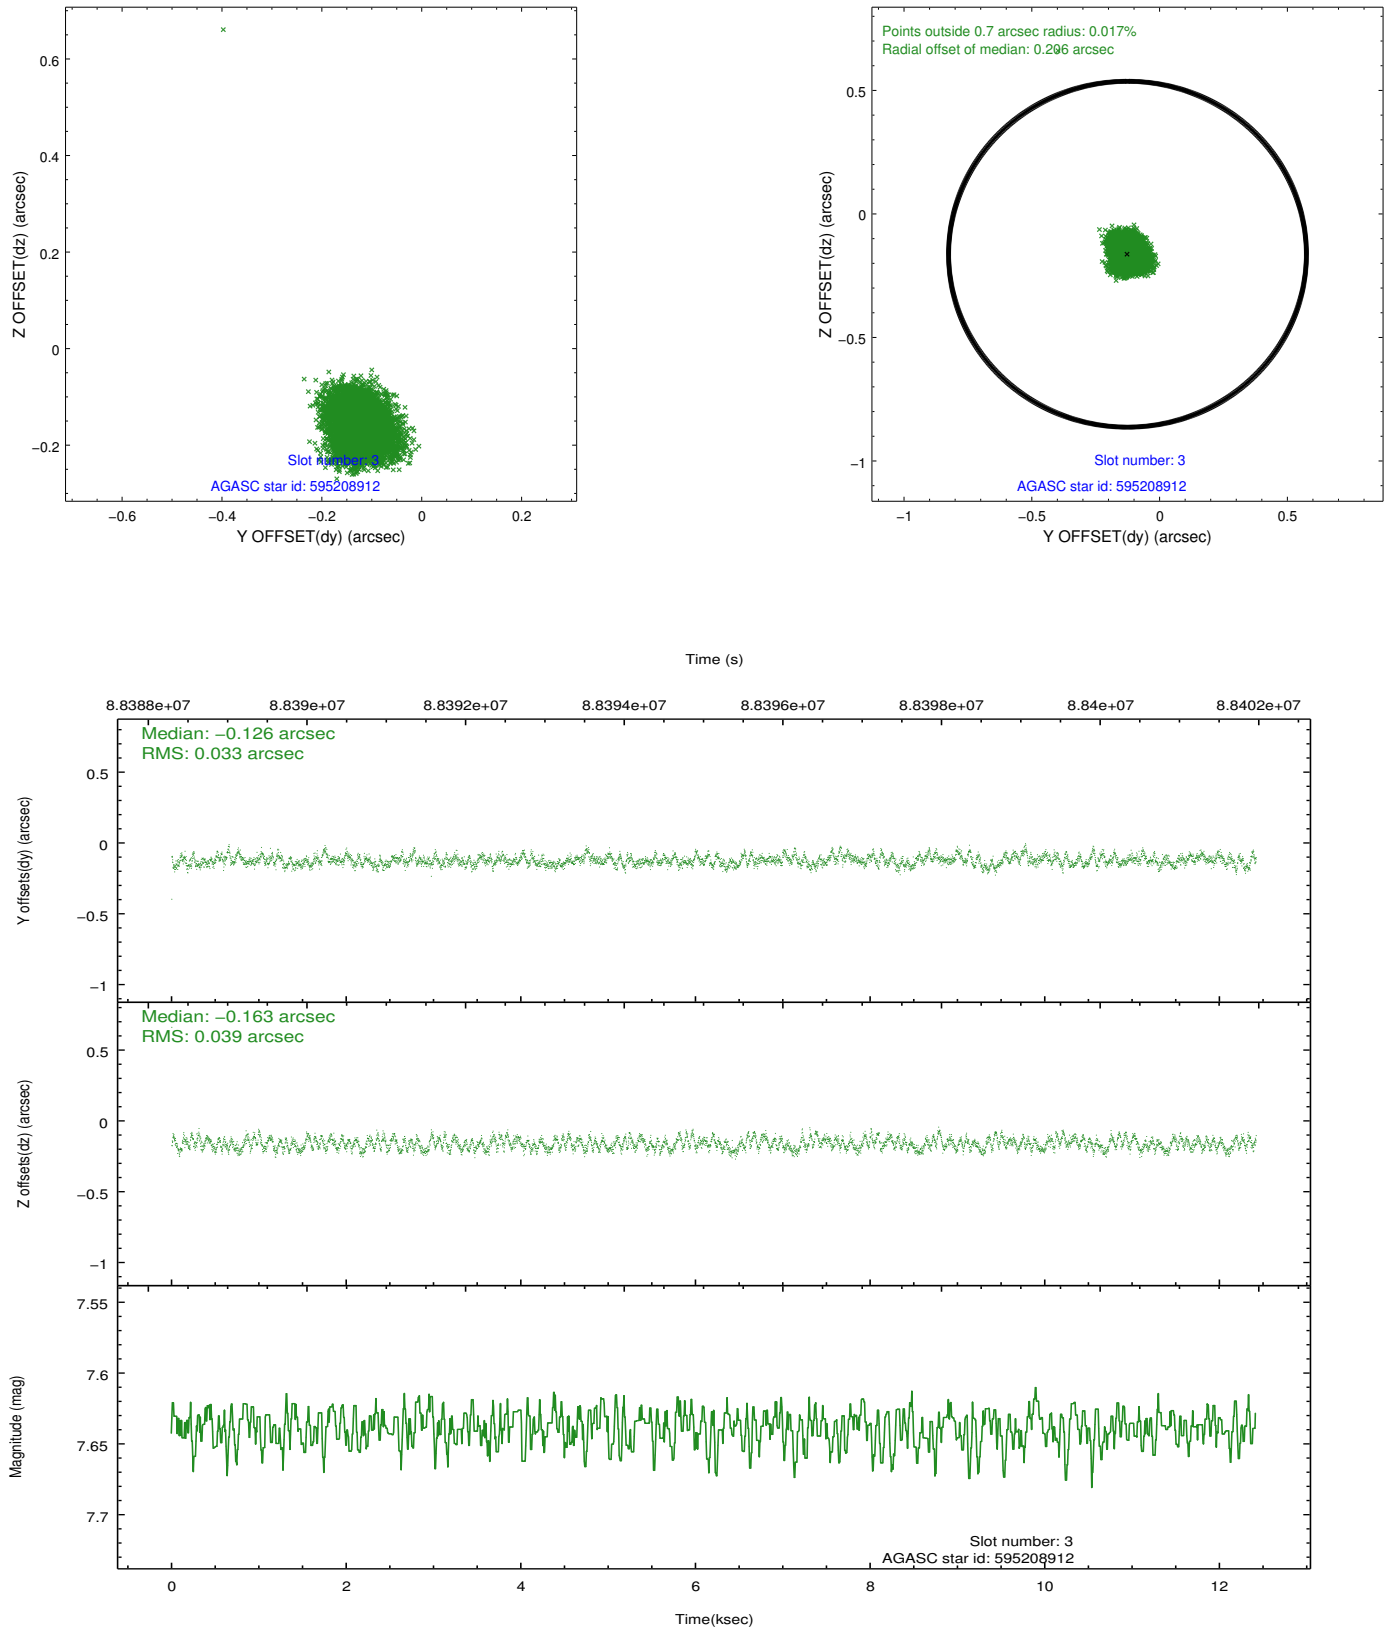 0.6
0.4
0.2
0
−0.2
Z OFFSET(dz) (arcsec)
Slot number: 3
AGASC star id: 595208912
−0.6 −0.4 −0.2 0 0.2
Y OFFSET(dy) (arcsec)
Points outside 0.7 arcsec radius: 0.017%
Radial offset of median: 0.206 arcsec
0.5
0
−0.5
−1
Z OFFSET(dz) (arcsec)
Slot number: 3
AGASC star id: 595208912
−1 −0.5 0 0.5
Y OFFSET(dy) (arcsec)
Time (s)
8.8388e+07 8.839e+07 8.8392e+07 8.8394e+07 8.8396e+07 8.8398e+07 8.84e+07 8.8402e+07
Median: −0.126 arcsec
RMS: 0.033 arcsec
0.5
0
−0.5
−1
Y offsets(dy) (arcsec)
Median: −0.163 arcsec
RMS: 0.039 arcsec
0.5
0
−0.5
−1
Z offsets(dz) (arcsec)
7.55
7.6
7.65
7.7
Magnitude (mag)
Slot number: 3
AGASC star id: 595208912
0 2 4 6 8 10 12
Time(ksec)